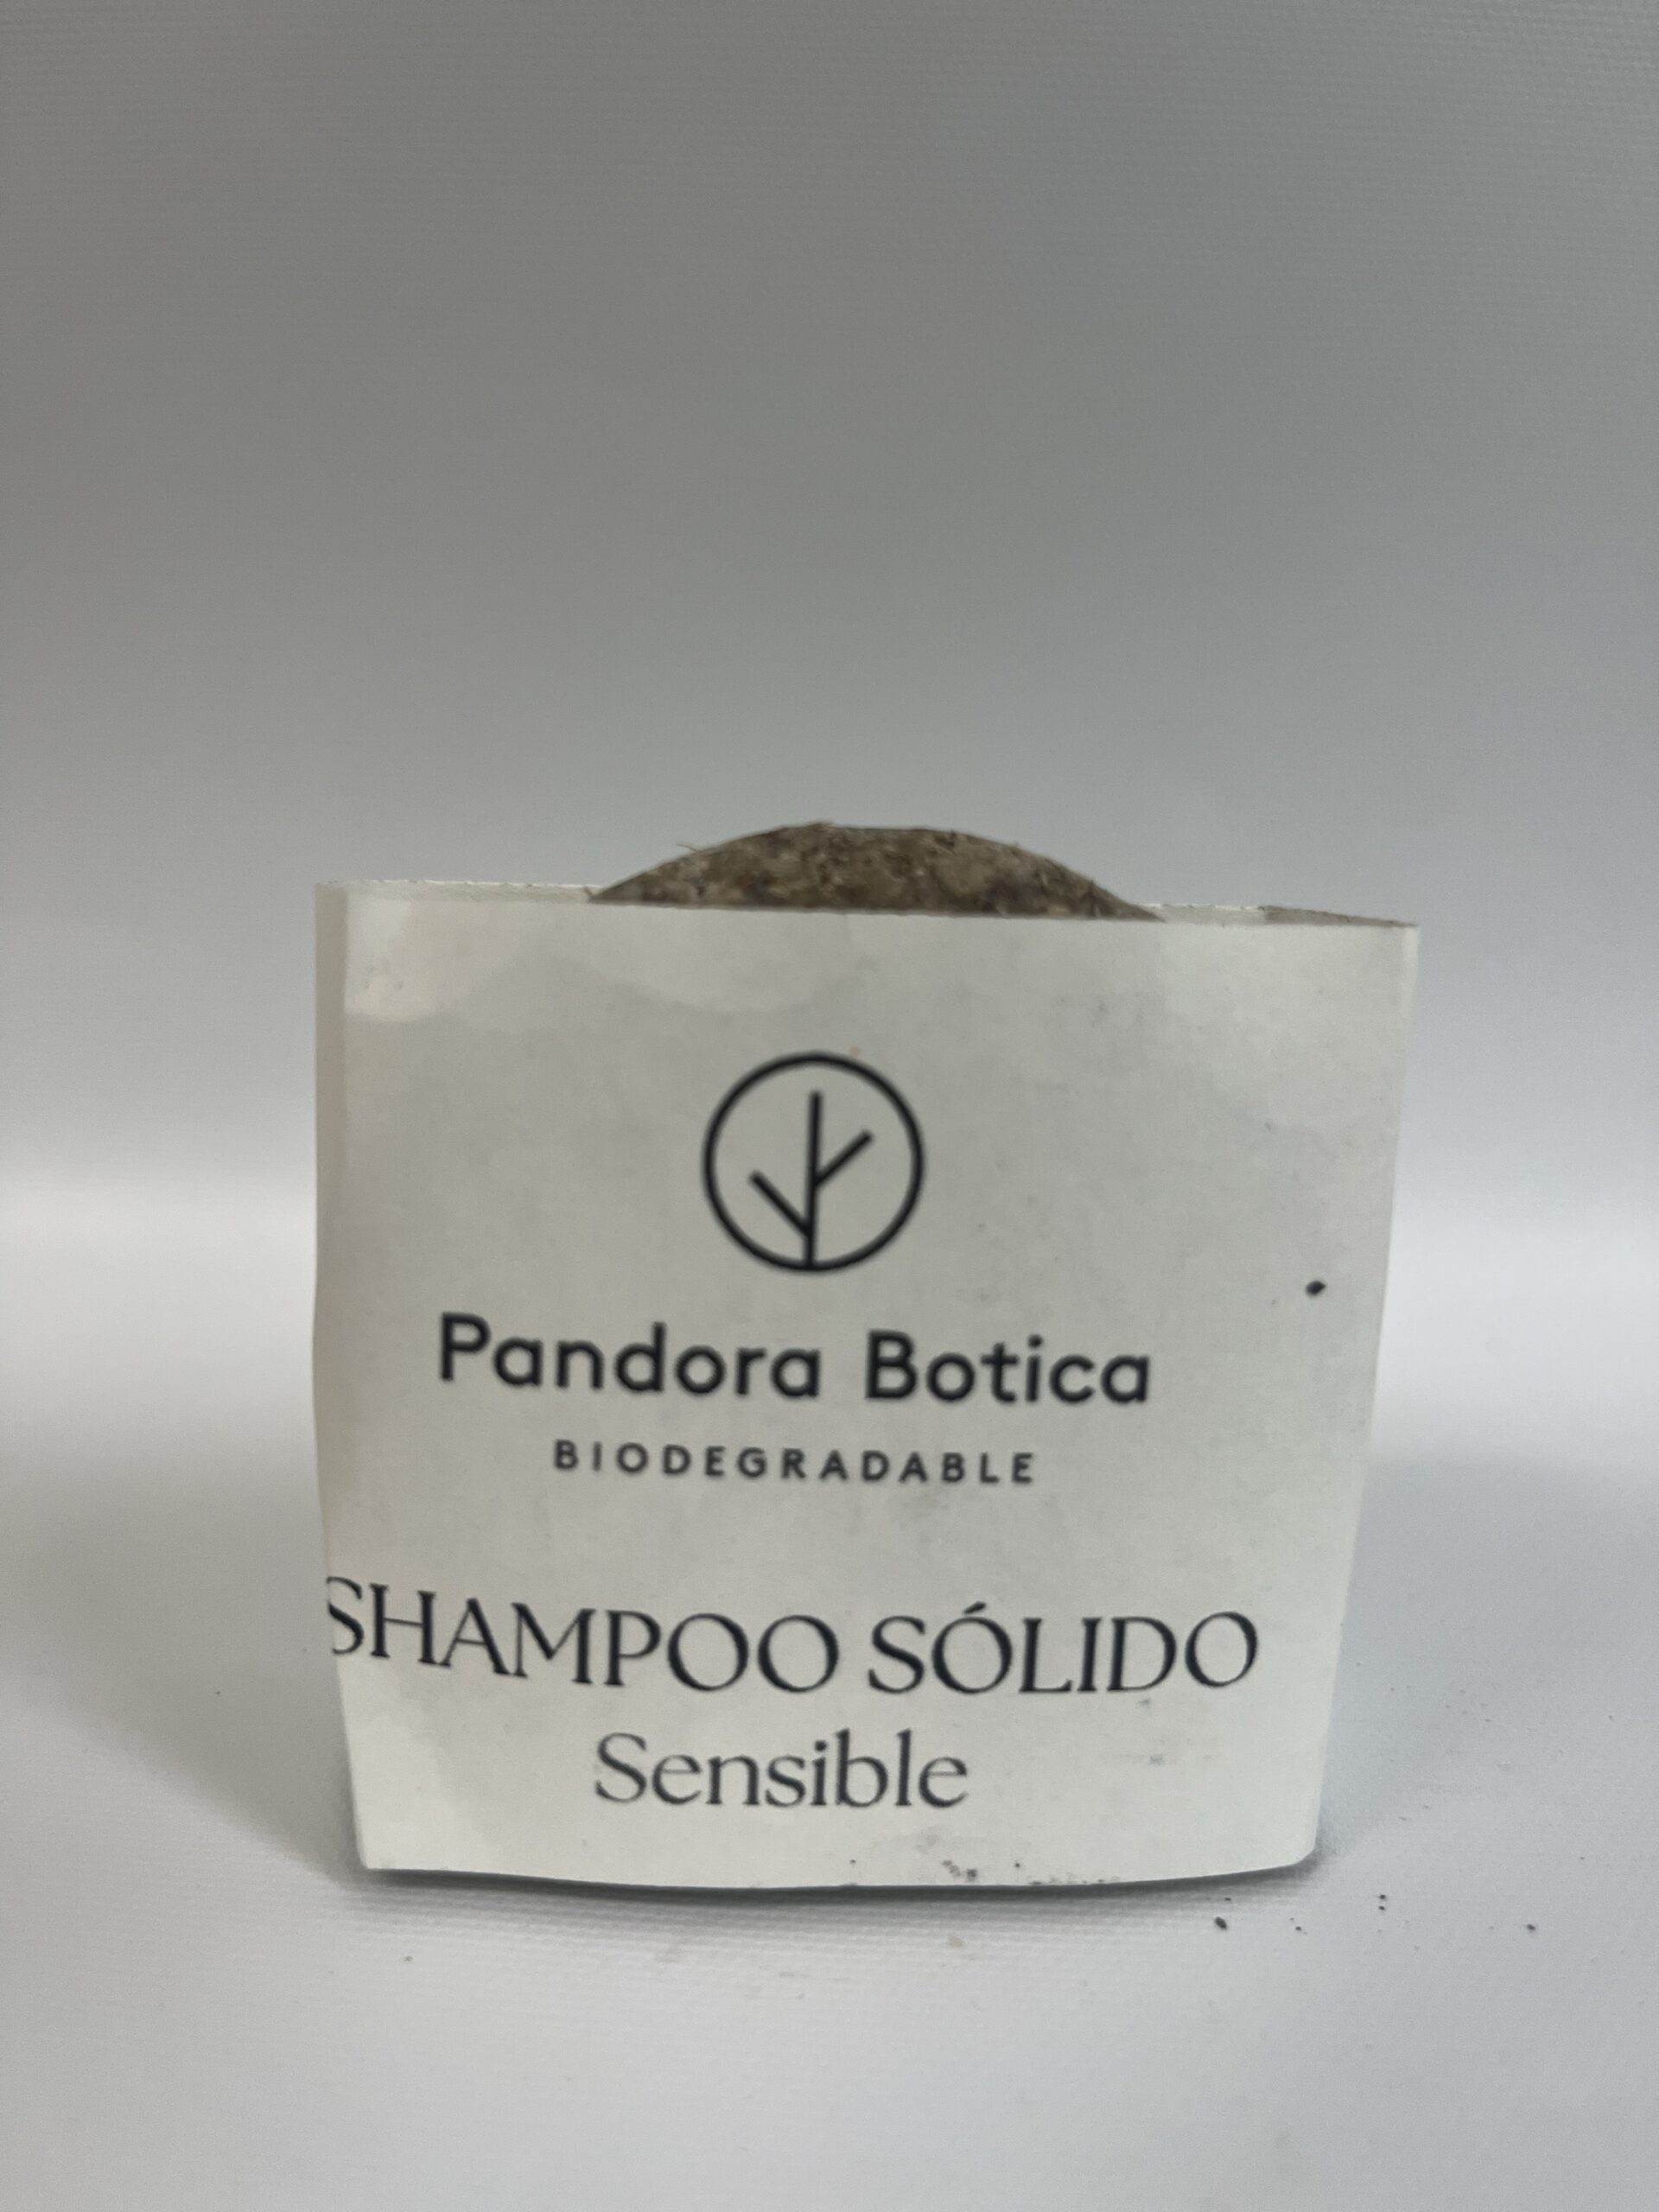 Pandora Botica
BIODEGRADABLE
SHAMPOO SÓLIDO
Sensible